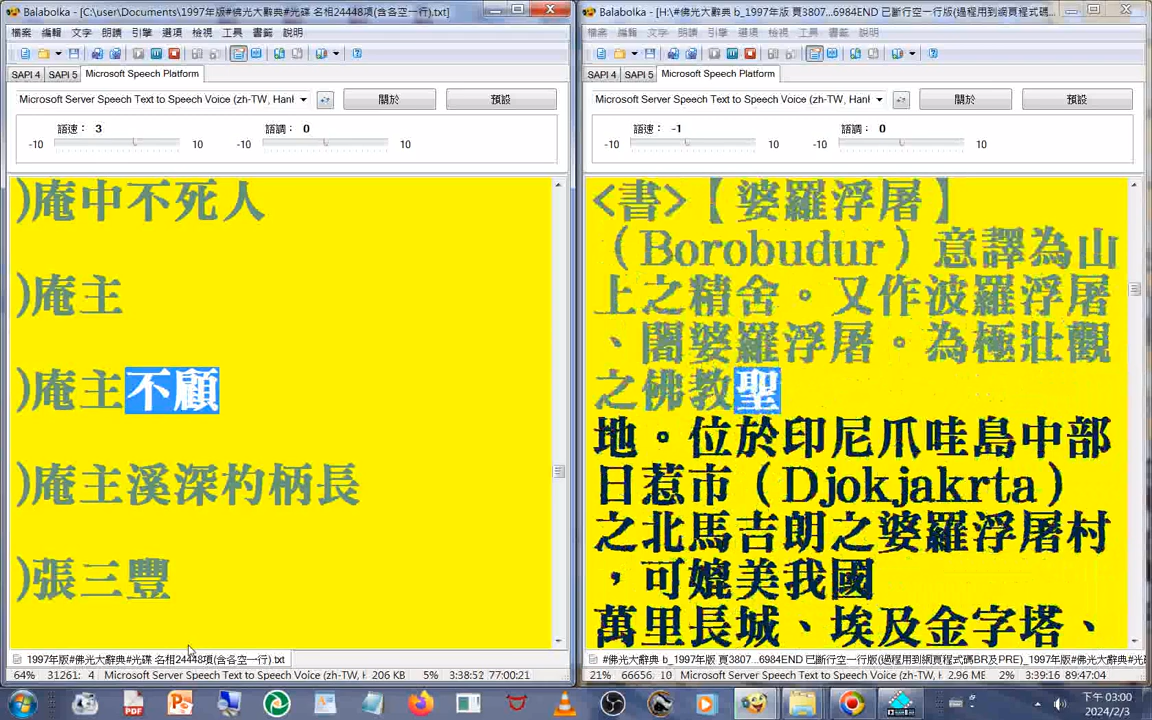 Balabolka - [C:\user\Documents\1997年版#佛光大辭典#光碟 名相24448項(含各空一行).txt]
檔案 編輯 文字 朗讀 引擎 選項 檢視 工具 書籤 說明
SAPI 4 SAPI 5 Microsoft Speech Platform
Microsoft Server Speech Text to Speech Voice (zh-TW, Hanl
關於 預設
語速： 3 語調： 0
-10 10 -10 10
)庵中不死人
)庵主
)庵主不顧
)庵主溪深杓柄長
)張三豐
1997年版#佛光大辭典#光碟 名相24448項(含各空一行).txt
64% 31261: 4 Microsoft Server Speech Text to Speech Voice (zh-TW, H 206 KB 5% 3:38:52 77:00:21
Balabolka - [H:\#佛光大辭典 b_1997年版 頁3807...6984END 已斷行空一行版(過程用到網頁程式碼...
檔案 編輯 文字 朗讀 引擎 選項 檢視 工具 書籤 說明
SAPI 4 SAPI 5 Microsoft Speech Platform
Microsoft Server Speech Text to Speech Voice (zh-TW, Hanl
關於 預設
語速： -1 語調： 0
-10 10 -10 10
<書>【婆羅浮屠】
（Borobudur）意譯為山
上之精舍。又作波羅浮屠
、闍婆羅浮屠。為極壯觀
之佛教聖
地。位於印尼爪哇島中部
日惹市（Djokjakrta）
之北馬吉朗之婆羅浮屠村
，可媲美我國
萬里長城、埃及金字塔、
#佛光大辭典 b_1997年版 頁3807...6984END 已斷行空一行版(過程用到網頁程式碼BR及PRE)_1997年版#佛光
21% 66656: 10 Microsoft Server Speech Text to Speech Voice (zh-TW, H 2.96 ME 2% 3:39:16 89:47:04
下午 03:00
2024/2/3